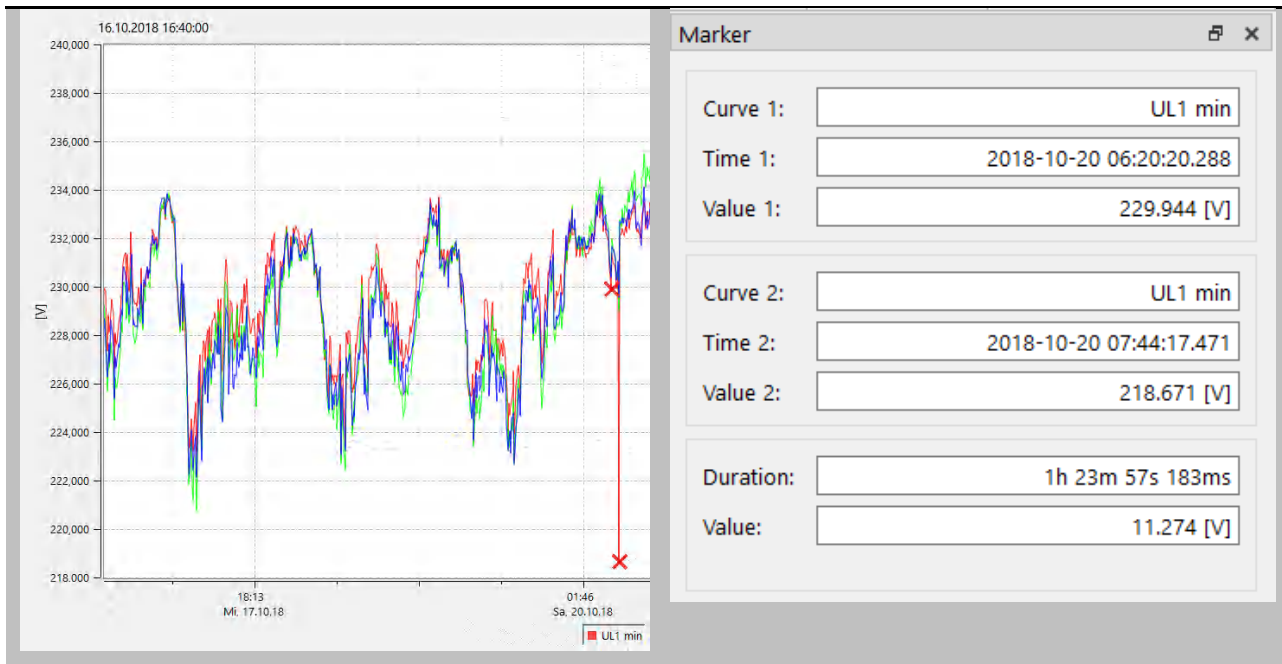 16.10.2018 16:40:00
240,000
238,000
236,000
234,000
232,000
230,000
228,000
226,000
224,000
222,000
220,000
218.000
[V]
18:13
Mi. 17.10.18
01:46
Sa. 20.10.18
UL1 min
Marker
Curve 1:
UL1 min
Time 1:
2018-10-20 06:20:20.288
Value 1:
229.944 [V]
Curve 2:
UL1 min
Time 2:
2018-10-20 07:44:17.471
Value 2:
218.671 [V]
Duration:
1h 23m 57s 183ms
Value:
11.274 [V]